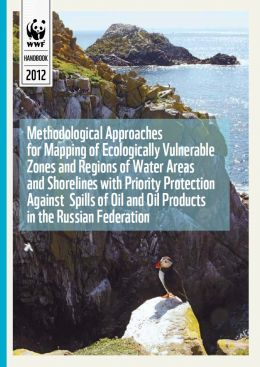 WWF
HANDBOOK
2012
Methodological Approaches
for Mapping of Ecologically Vulnerable
Zones and Regions of Water Areas
and Shorelines with Priority Protection
Against Spills of Oil and Oil Products
in the Russian Federation